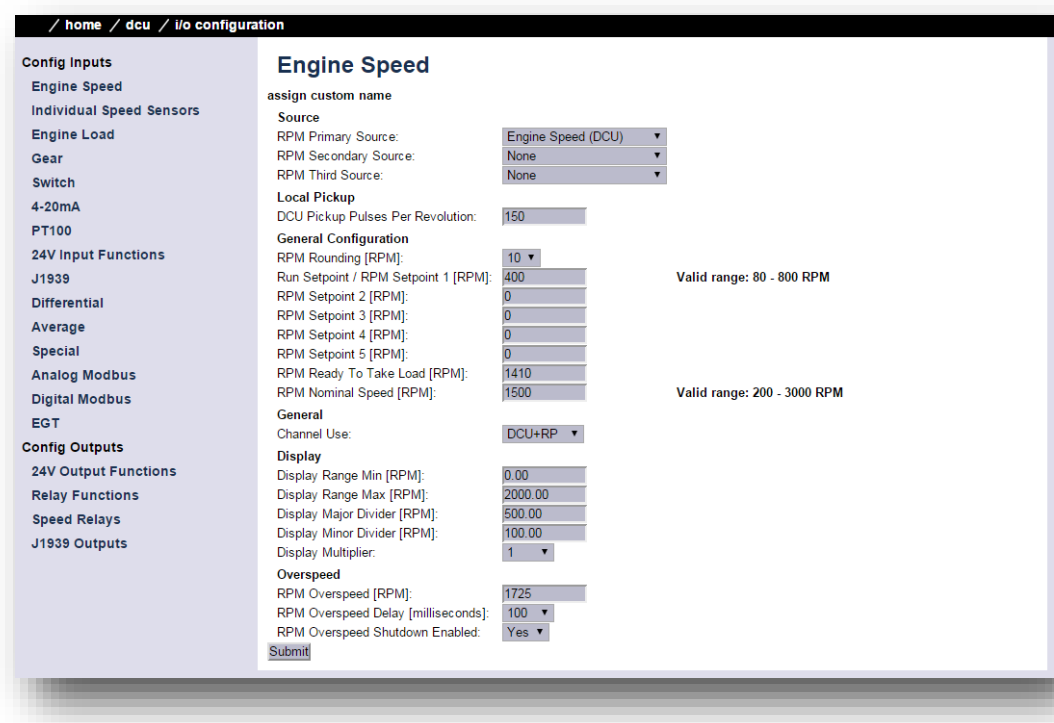 / home / dcu / i/o configuration
Config Inputs
Engine Speed
Individual Speed Sensors
Engine Load
Gear
Switch
4-20mA
PT100
24V Input Functions
J1939
Differential
Average
Special
Analog Modbus
Digital Modbus
EGT
Config Outputs
24V Output Functions
Relay Functions
Speed Relays
J1939 Outputs
Engine Speed
assign custom name
Source
RPM Primary Source: Engine Speed (DCU)
RPM Secondary Source: None
RPM Third Source: None
Local Pickup
DCU Pickup Pulses Per Revolution: 150
General Configuration
RPM Rounding [RPM]: 10
Run Setpoint / RPM Setpoint 1 [RPM]: 400 Valid range: 80 - 800 RPM
RPM Setpoint 2 [RPM]: 0
RPM Setpoint 3 [RPM]: 0
RPM Setpoint 4 [RPM]: 0
RPM Setpoint 5 [RPM]: 0
RPM Ready To Take Load [RPM]: 1410
RPM Nominal Speed [RPM]: 1500 Valid range: 200 - 3000 RPM
General
Channel Use: DCU+RP
Display
Display Range Min [RPM]: 0.00
Display Range Max [RPM]: 2000.00
Display Major Divider [RPM]: 500.00
Display Minor Divider [RPM]: 100.00
Display Multiplier: 1
Overspeed
RPM Overspeed [RPM]: 1725
RPM Overspeed Delay [milliseconds]: 100
RPM Overspeed Shutdown Enabled: Yes
Submit